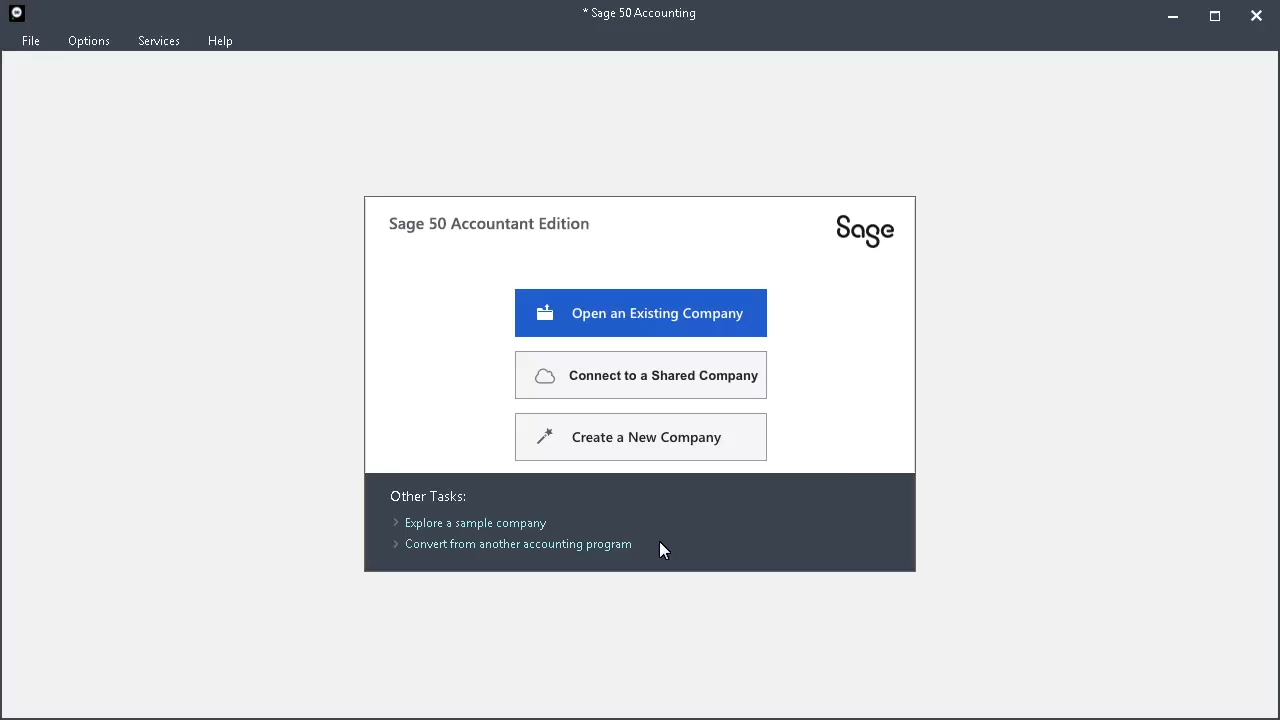 * Sage 50 Accounting
File Options Services Help
Sage 50 Accountant Edition
Sage
Open an Existing Company
Connect to a Shared Company
Create a New Company
Other Tasks:
Explore a sample company
Convert from another accounting program